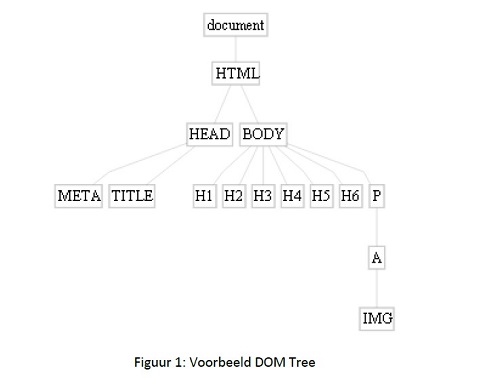 document
HTML
HEAD BODY
META TITLE H1 H2 H3 H4 H5 H6 P
A
IMG
Figuur 1: Voorbeeld DOM Tree